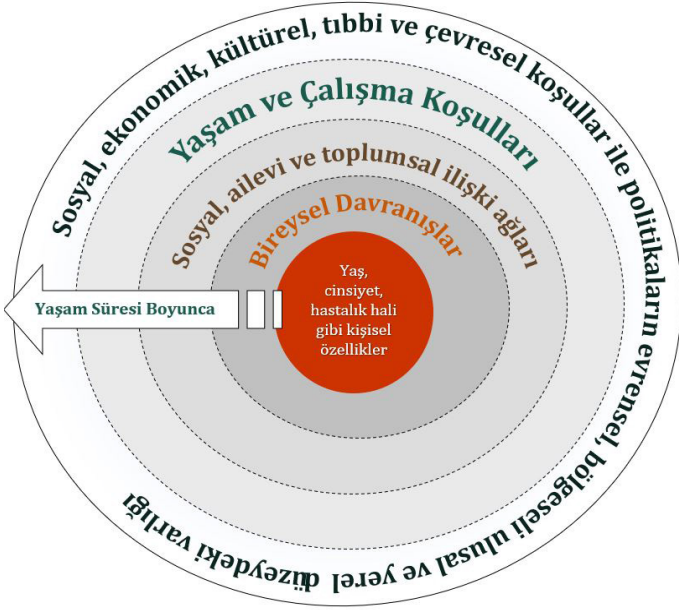 Sosyal, ekonomik, kültürel, tıbbi ve çevresel koşullar ile politikaların evrensel, bölgeseli ulusal ve yerel düzeydeki varlığı
Yaşam ve Çalışma Koşulları
Sosyal, ailevi ve toplumsal ilişki ağları
Bireysel Davranışlar
Yaş,
cinsiyet,
hastalık hali
gibi kişisel
özellikler
Yaşam Süresi Boyunca